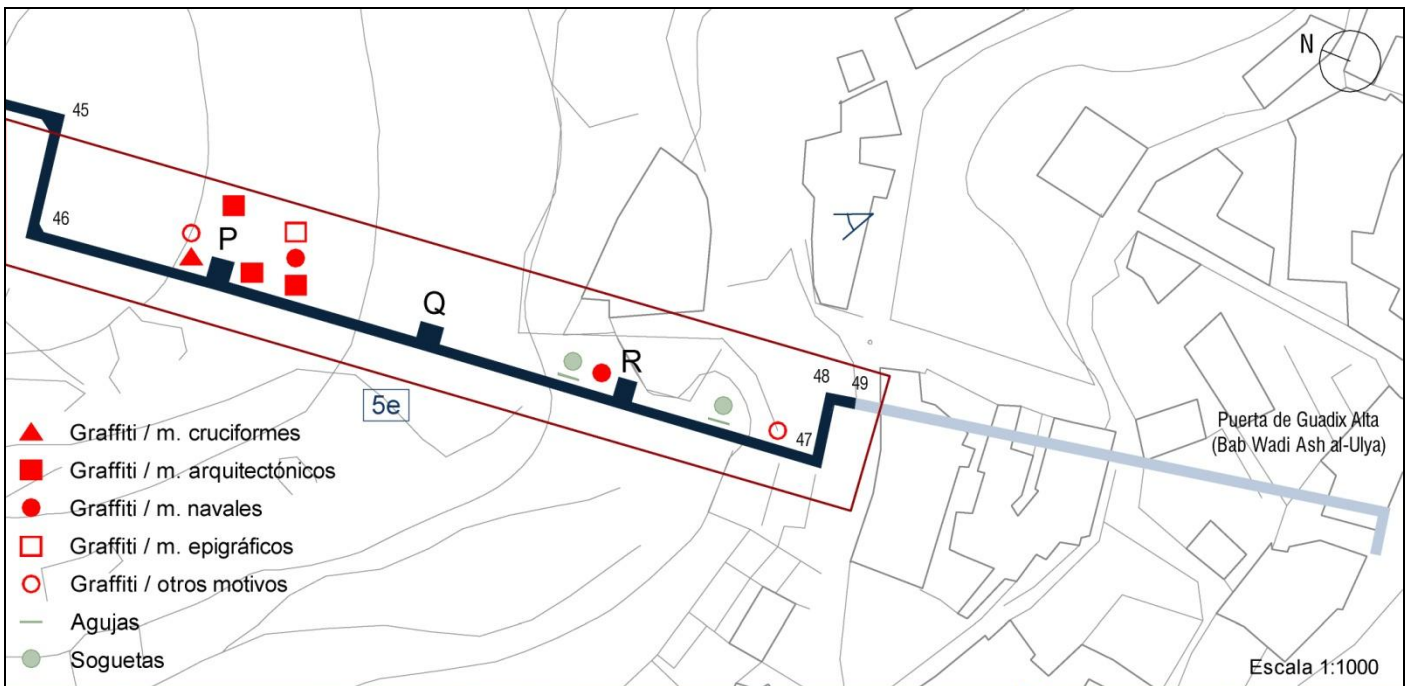 N
45
46
P
Q
R
48
49
47
5e
Puerta de Guadix Alta
(Bab Wadi Ash al-Ulya)
Graffiti / m. cruciformes
Graffiti / m. arquitectónicos
Graffiti / m. navales
Graffiti / m. epigráficos
Graffiti / otros motivos
Agujas
Soguetas
Escala 1:1000